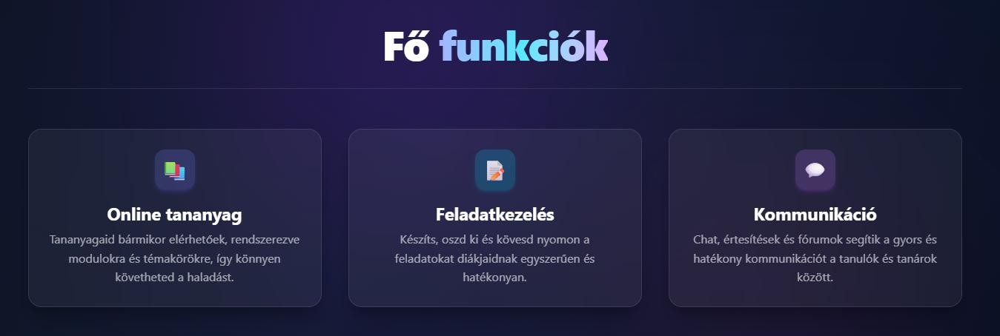 Fő funkciók
Online tananyag
Tananyagaid bármikor elérhetőek, rendszerezve
modulokra és témakörökre, így könnyen
követheted a haladást.
Feladatkezelés
Készíts, oszd ki és kövesd nyomon a
feladatokat diákjaidnak egyszerűen és
hatékonyan.
Kommunikáció
Chat, értesítések és fórumok segítik a gyors és
hatékony kommunikációt a tanulók és tanárok
között.